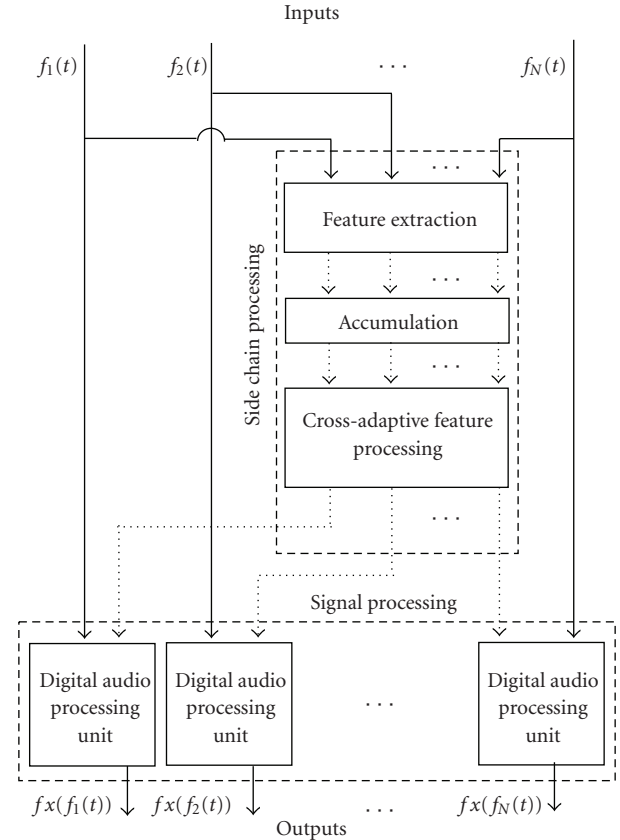 Inputs
f1(t)
f2(t)
. . .
fN(t)
. . .
Feature extraction
. . .
Accumulation
. . .
Cross-adaptive feature
processing
. . .
Side chain processing
Signal processing
Digital audio
processing
unit
Digital audio
processing
unit
. . .
Digital audio
processing
unit
fx(f1(t))
fx(f2(t))
. . .
fx(fN(t))
Outputs